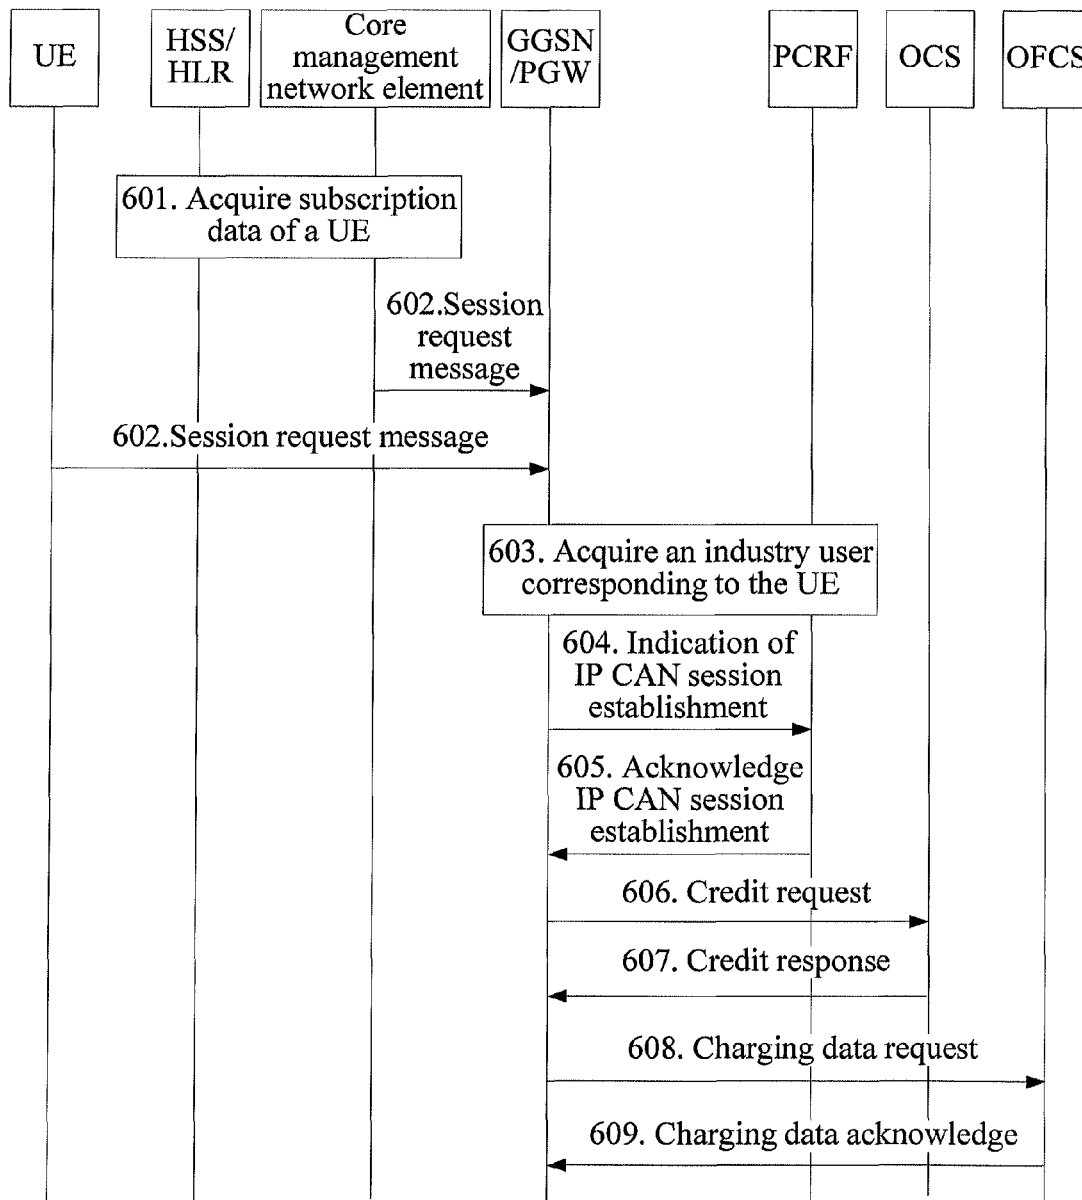 UE
HSS/
HLR
Core
management
network element
GGSN
/PGW
PCRF
OCS
OFCS
601. Acquire subscription
data of a UE
602.Session
request
message
602.Session request message
603. Acquire an industry user
corresponding to the UE
604. Indication of
IP CAN session
establishment
605. Acknowledge
IP CAN session
establishment
606. Credit request
607. Credit response
608. Charging data request
609. Charging data acknowledge